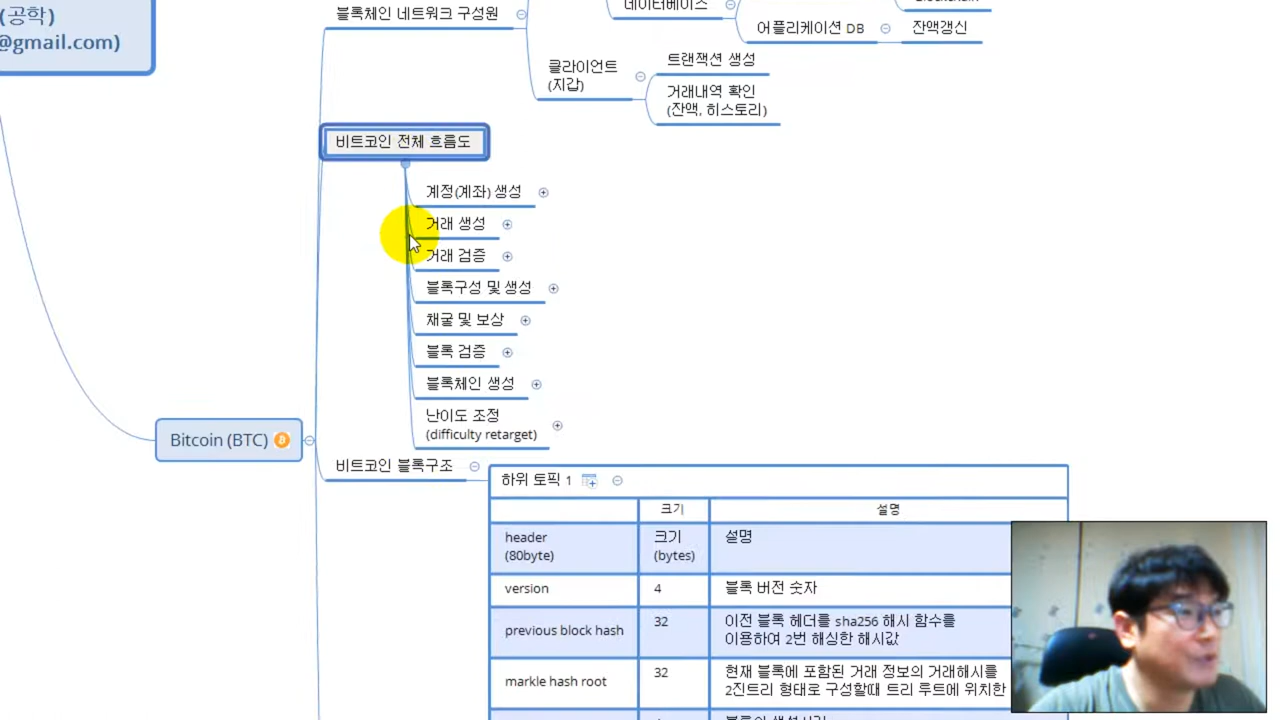 (공학)
@gmail.com)
블록체인 네트워크 구성원
데이터베이스
어플리케이션 DB
잔액갱신
클라이언트
(지갑)
트랜잭션 생성
거래내역 확인
(잔액, 히스토리)
비트코인 전체 흐름도
계정(계좌) 생성
거래 생성
거래 검증
블록구성 및 생성
채굴 및 보상
블록 검증
블록체인 생성
난이도 조정
(difficulty retarget)
Bitcoin (BTC)
비트코인 블록구조
하위 토픽 1
크기
설명
header
(80byte)
크기
(bytes)
설명
version
4
블록 버전 숫자
previous block hash
32
이전 블록 헤더를 sha256 해시 함수를
이용하여 2번 해싱한 해시값
markle hash root
32
현재 블록에 포함된 거래 정보의 거래해시를
2진트리 형태로 구성할때 트리 루트에 위치한